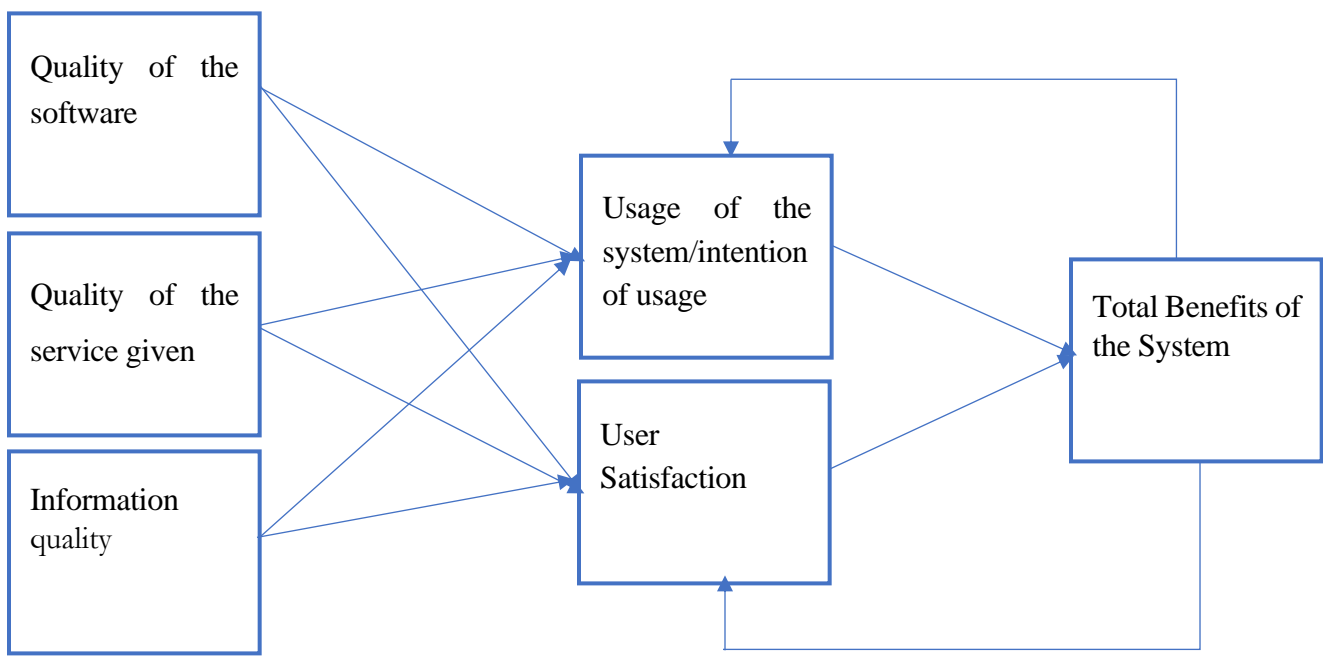 Quality of the
software
Quality of the
service given
Information
quality
Usage of the
system/intention
of usage
User
Satisfaction
Total Benefits of
the System